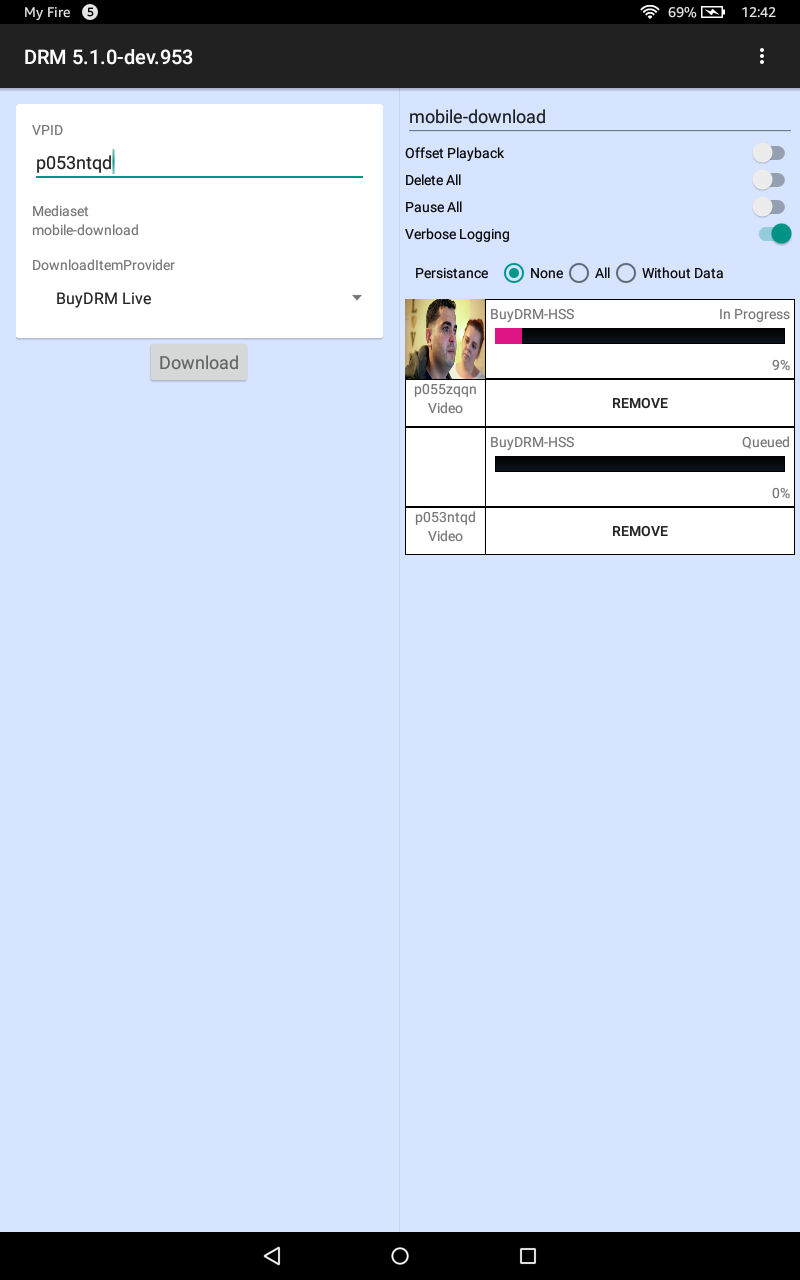 My Fire 5 69% 12:42
DRM 5.1.0-dev.953
VPID
p053ntqd
Mediaset
mobile-download
DownloadItemProvider
BuyDRM Live
Download
mobile-download
Offset Playback
Delete All
Pause All
Verbose Logging
Persistance None All Without Data
BuyDRM-HSS In Progress
9%
p055zqqn
Video
REMOVE
BuyDRM-HSS Queued
0%
p053ntqd
Video
REMOVE